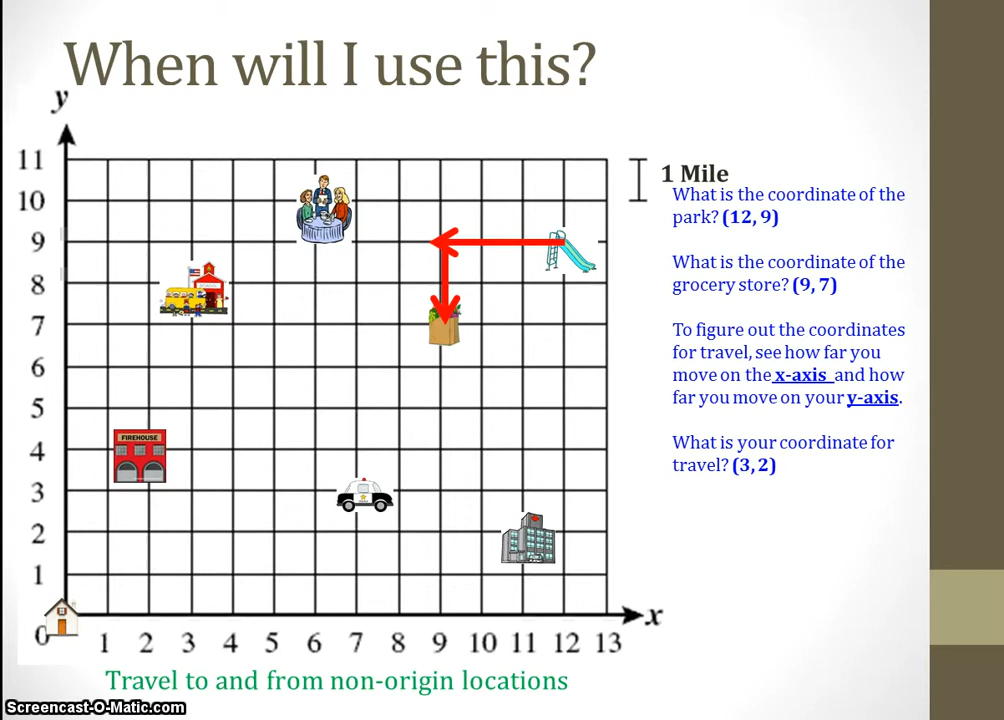 When will I use this?
y
11
10
9
8
7
6
5
4
3
2
1
0
1 2 3 4 5 6 7 8 9 10 11 12 13
x
SCHOOL
FIREHOUSE
1 Mile
What is the coordinate of the
park? (12, 9)
What is the coordinate of the
grocery store? (9, 7)
To figure out the coordinates
for travel, see how far you
move on the x-axis and how
far you move on your y-axis.
What is your coordinate for
travel? (3, 2)
Travel to and from non-origin locations
Screencast-O-Matic.com